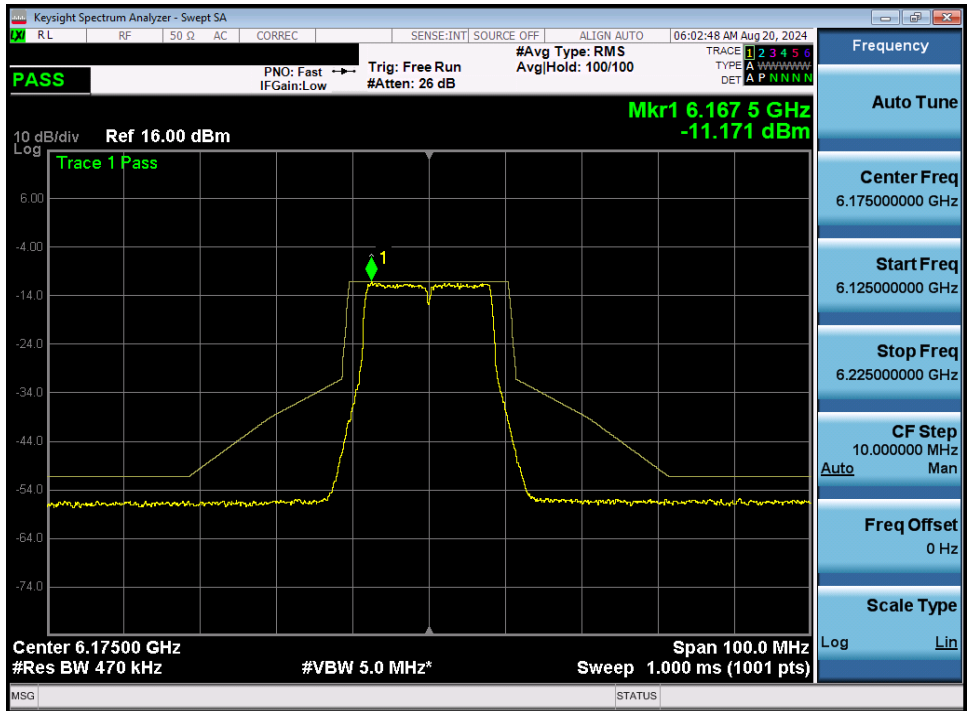 Keysight Spectrum Analyzer - Swept SA
LXI RL RF 50 Ω AC CORREC SENSE:INT SOURCE OFF ALIGN AUTO 06:02:48 AM Aug 20, 2024
PASS
PNO: Fast
IFGain:Low
Trig: Free Run
#Atten: 26 dB
#Avg Type: RMS
Avg|Hold: 100/100
TRACE 1 2 3 4 5 6
TYPE A WWWWW
DET A P N N N N
Mkr1 6.167 5 GHz
-11.171 dBm
10 dB/div Ref 16.00 dBm
Log
Trace 1 Pass
6.00
-4.00
1
-14.0
-24.0
-34.0
-44.0
-54.0
-64.0
-74.0
Center 6.17500 GHz Span 100.0 MHz
#Res BW 470 kHz #VBW 5.0 MHz* Sweep 1.000 ms (1001 pts)
MSG STATUS
Frequency
Auto Tune
Center Freq
6.175000000 GHz
Start Freq
6.125000000 GHz
Stop Freq
6.225000000 GHz
CF Step
10.000000 MHz
Auto Man
Freq Offset
0 Hz
Scale Type
Log Lin